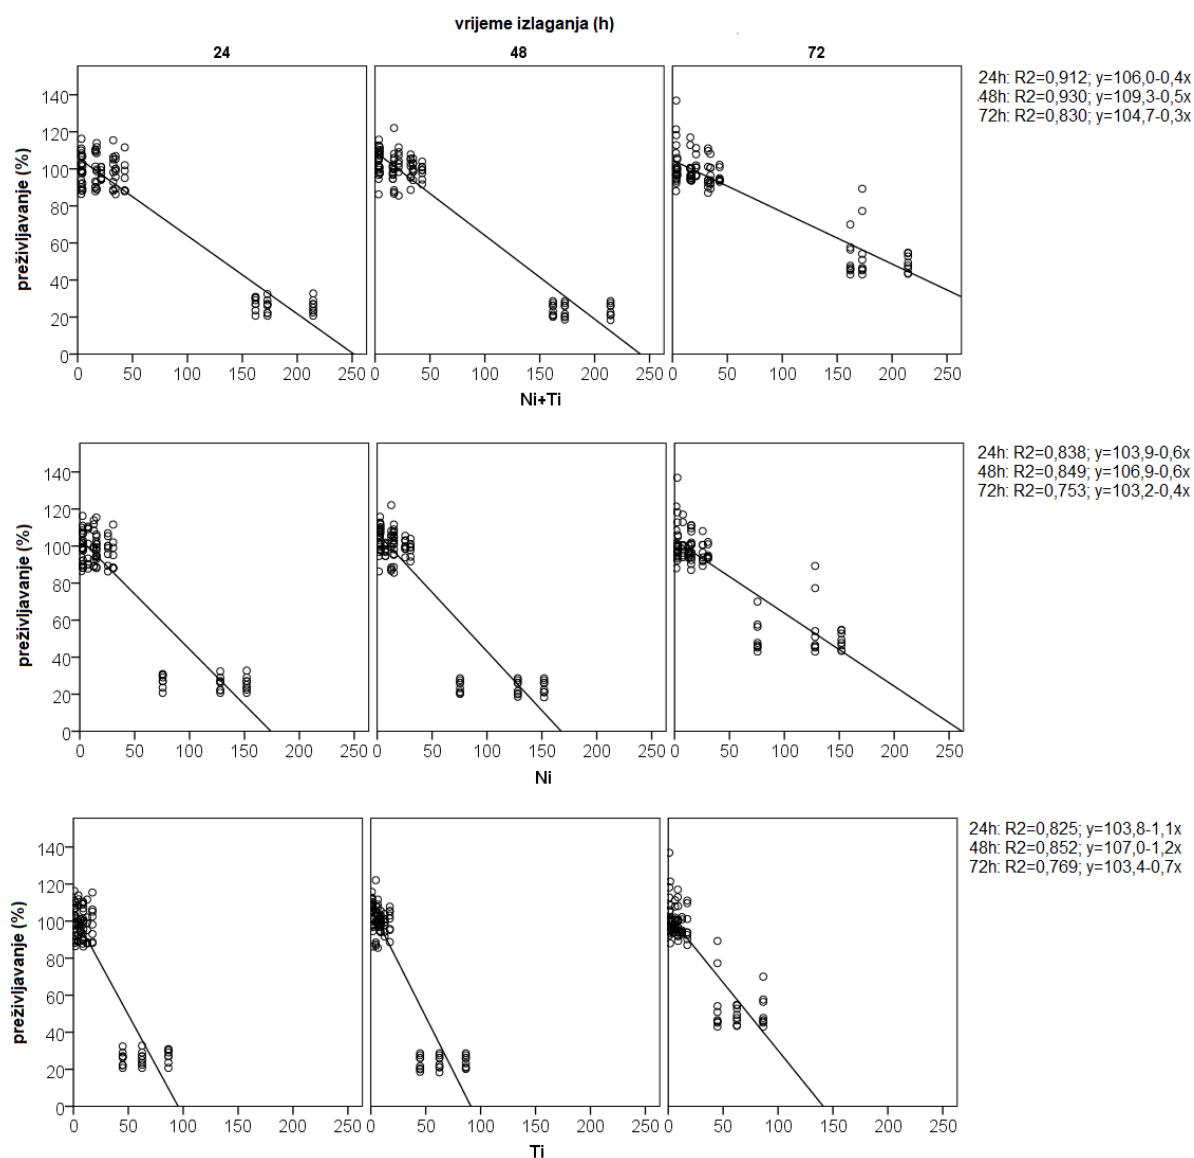 vrijeme izlaganja (h)
24 48 72
24h: R2=0,912; y=106,0-0,4x
48h: R2=0,930; y=109,3-0,5x
72h: R2=0,830; y=104,7-0,3x
preživljavanje (%)
140
120
100
80
60
40
20
0
0 50 100 150 200 250 0 50 100 150 200 250 0 50 100 150 200 250
Ni+Ti
24h: R2=0,838; y=103,9-0,6x
48h: R2=0,849; y=106,9-0,6x
72h: R2=0,753; y=103,2-0,4x
preživljavanje (%)
140
120
100
80
60
40
20
0
0 50 100 150 200 250 0 50 100 150 200 250 0 50 100 150 200 250
Ni
24h: R2=0,825; y=103,8-1,1x
48h: R2=0,852; y=107,0-1,2x
72h: R2=0,769; y=103,4-0,7x
preživljavanje (%)
140
120
100
80
60
40
20
0
0 50 100 150 200 250 0 50 100 150 200 250 0 50 100 150 200 250
Ti